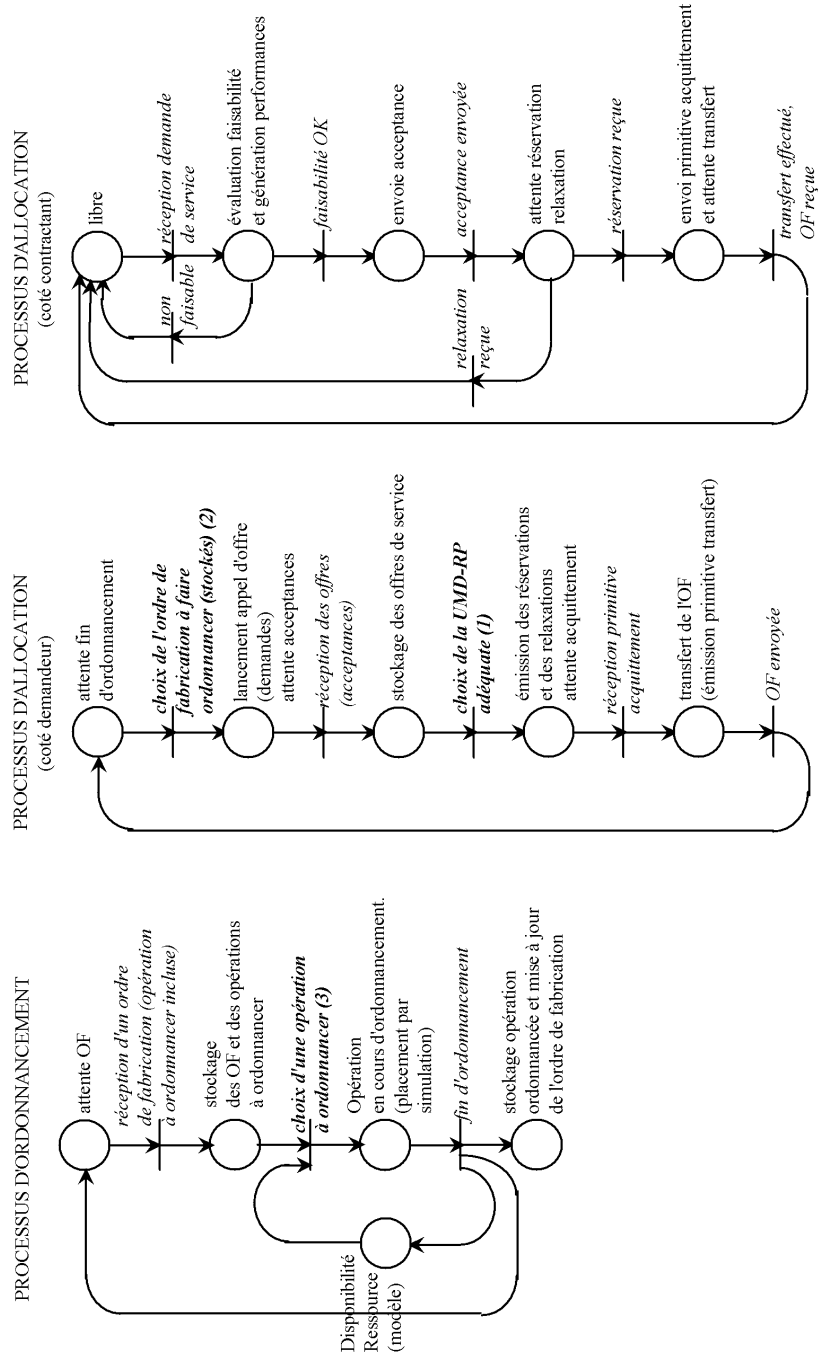 PROCESSUS D'ORDONNANCEMENT
attente OF
réception d'un ordre
de fabrication (opération
à ordonnancer incluse)
stockage
des OF et des opérations
à ordonnancer
choix d'une opération
à ordonnancer (3)
Opération
en cours d'ordonnancement.
(placement par
simulation)
Disponibilité
Ressource
(modèle)
fin d'ordonnancement
stockage opération
ordonnancée et mise à jour
de l'ordre de fabrication
PROCESSUS D'ALLOCATION
(coté demandeur)
attente fin
d'ordonnancement
choix de l'ordre de
fabrication à faire
ordonnancer (stockés) (2)
lancement appel d'offre
(demandes)
attente acceptances
réception des offres
(acceptances)
stockage des offres de service
choix de la UMD-RP
adéquate (1)
émission des réservations
et des relaxations
attente acquittement
réception primitive
acquittement
transfert de l'OF
(émission primitive transfert)
OF envoyée
PROCESSUS D'ALLOCATION
(coté contractant)
libre
réception demande
de service
non
faisable
évaluation faisabilité
et génération performances
faisabilité OK
envoie acceptance
acceptance envoyée
relaxation
reçue
attente réservation
relaxation
réservation reçue
envoi primitive acquittement
et attente transfert
transfert effectué,
OF reçue